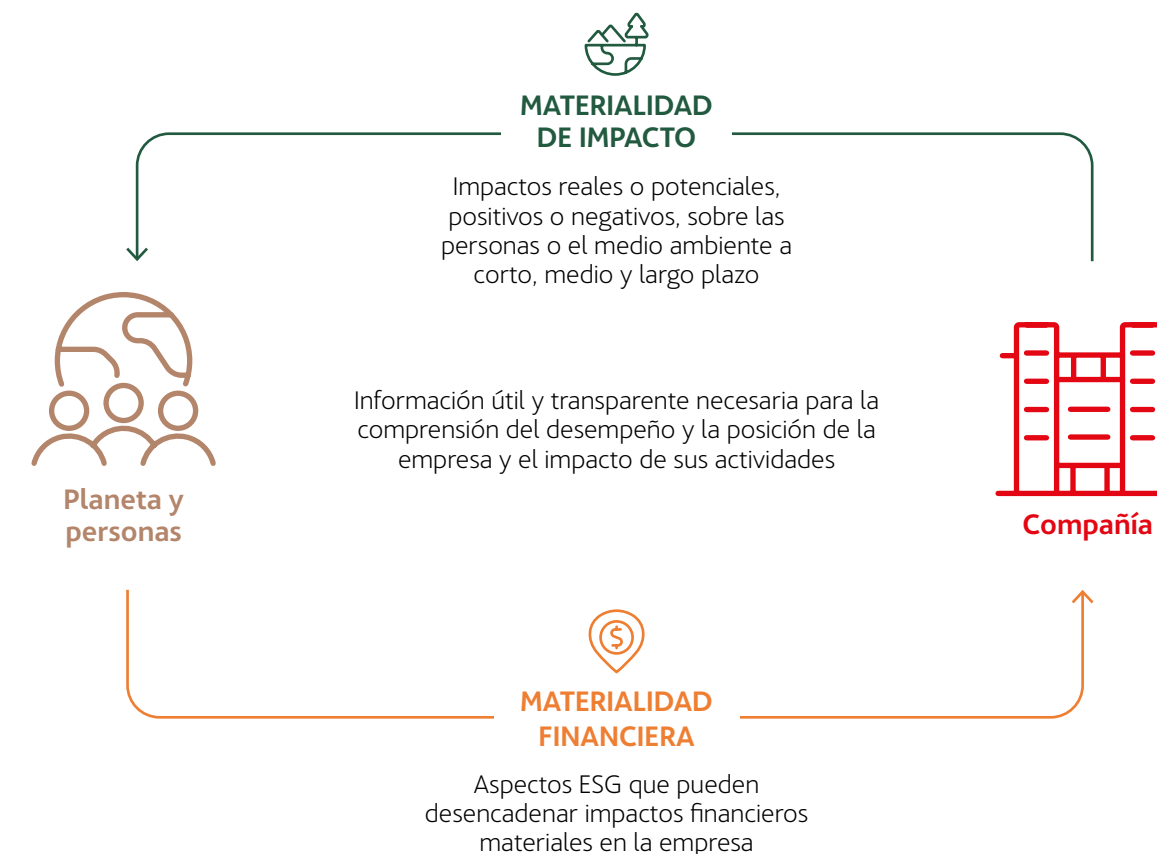 MATERIALIDAD
DE IMPACTO
Impactos reales o potenciales,
positivos o negativos, sobre las
personas o el medio ambiente a
corto, medio y largo plazo
Información útil y transparente necesaria para la
comprensión del desempeño y la posición de la
empresa y el impacto de sus actividades
Planeta y
personas
Compañía
$
MATERIALIDAD
FINANCIERA
Aspectos ESG que pueden
desencadenar impactos financieros
materiales en la empresa